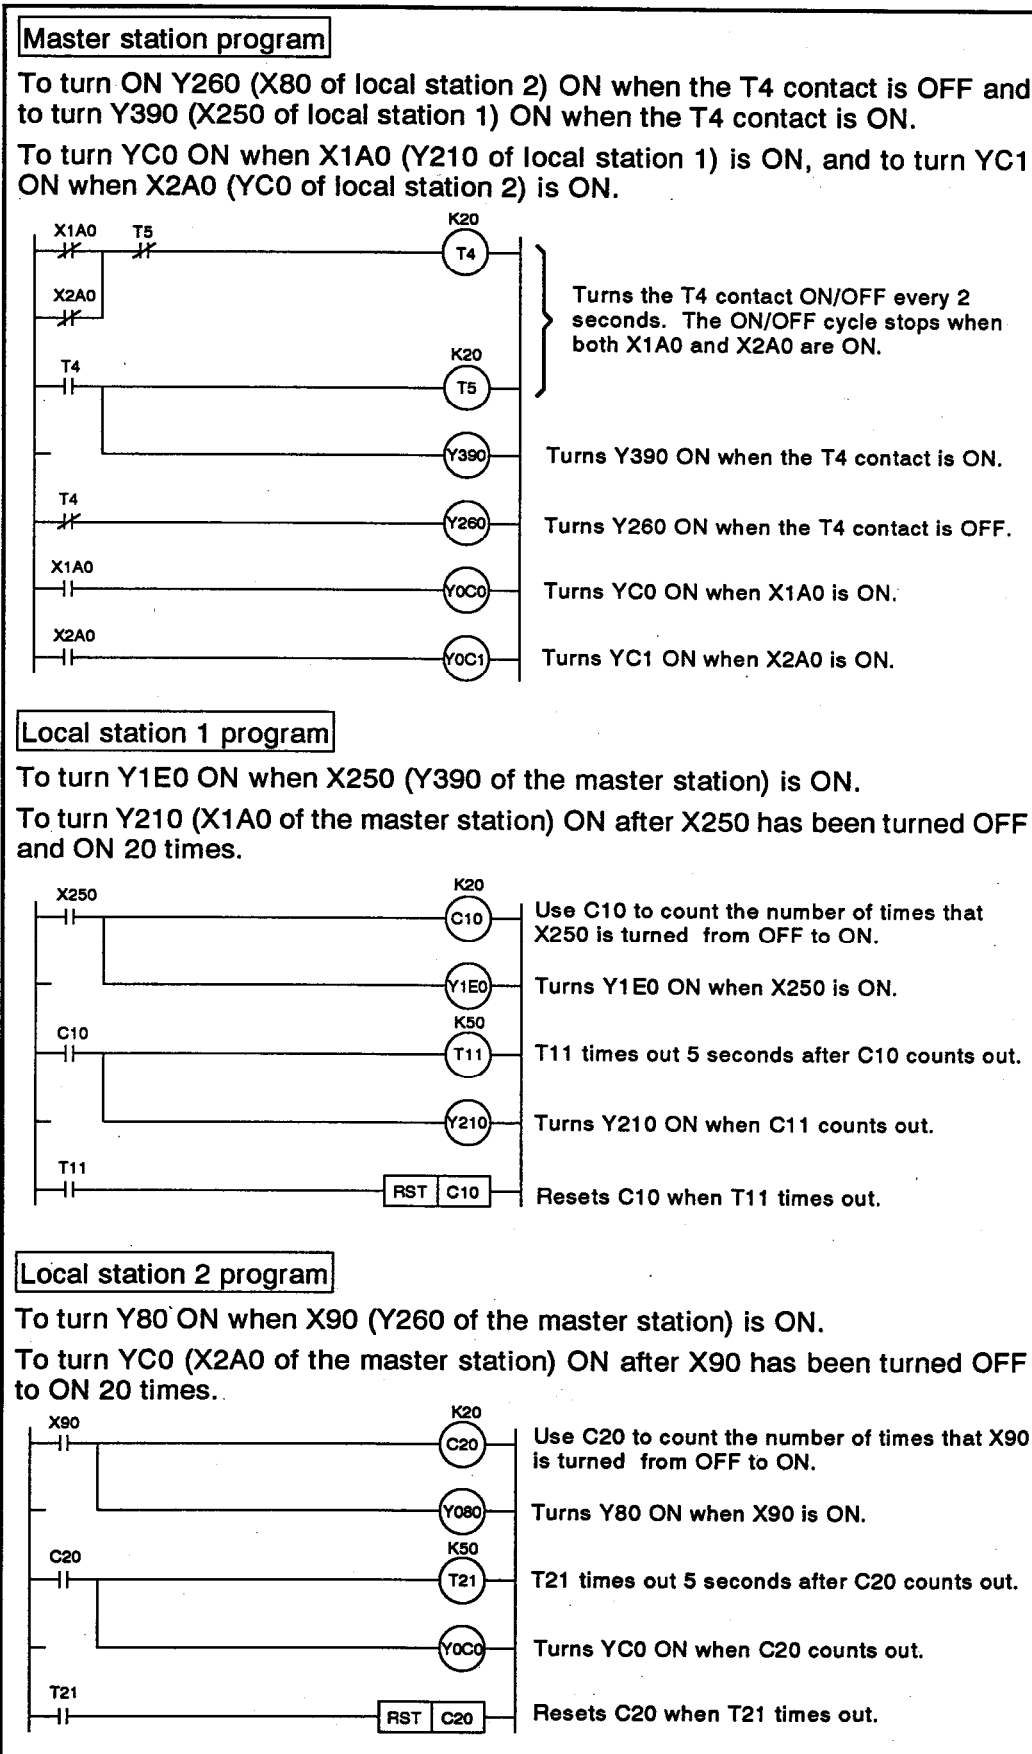 Master station program
To turn ON Y260 (X80 of local station 2) ON when the T4 contact is OFF and
to turn Y390 (X250 of local station 1) ON when the T4 contact is ON.
To turn YC0 ON when X1A0 (Y210 of local station 1) is ON, and to turn YC1
ON when X2A0 (YC0 of local station 2) is ON.
X1A0 T5 K20
T4
X2A0
Turns the T4 contact ON/OFF every 2
seconds. The ON/OFF cycle stops when
both X1A0 and X2A0 are ON.
T4 K20
T5
Y390 Turns Y390 ON when the T4 contact is ON.
T4
Y260 Turns Y260 ON when the T4 contact is OFF.
X1A0
Y0C0 Turns YC0 ON when X1A0 is ON.
X2A0
Y0C1 Turns YC1 ON when X2A0 is ON.
Local station 1 program
To turn Y1E0 ON when X250 (Y390 of the master station) is ON.
To turn Y210 (X1A0 of the master station) ON after X250 has been turned OFF
and ON 20 times.
X250 K20
C10 Use C10 to count the number of times that
X250 is turned from OFF to ON.
Y1E0 Turns Y1E0 ON when X250 is ON.
C10 K50
T11 T11 times out 5 seconds after C10 counts out.
Y210 Turns Y210 ON when C11 counts out.
T11
RST C10 Resets C10 when T11 times out.
Local station 2 program
To turn Y80 ON when X90 (Y260 of the master station) is ON.
To turn YC0 (X2A0 of the master station) ON after X90 has been turned OFF
to ON 20 times.
X90 K20
C20 Use C20 to count the number of times that X90
is turned from OFF to ON.
Y080 Turns Y80 ON when X90 is ON.
C20 K50
T21 T21 times out 5 seconds after C20 counts out.
Y0C0 Turns YC0 ON when C20 counts out.
T21
RST C20 Resets C20 when T21 times out.